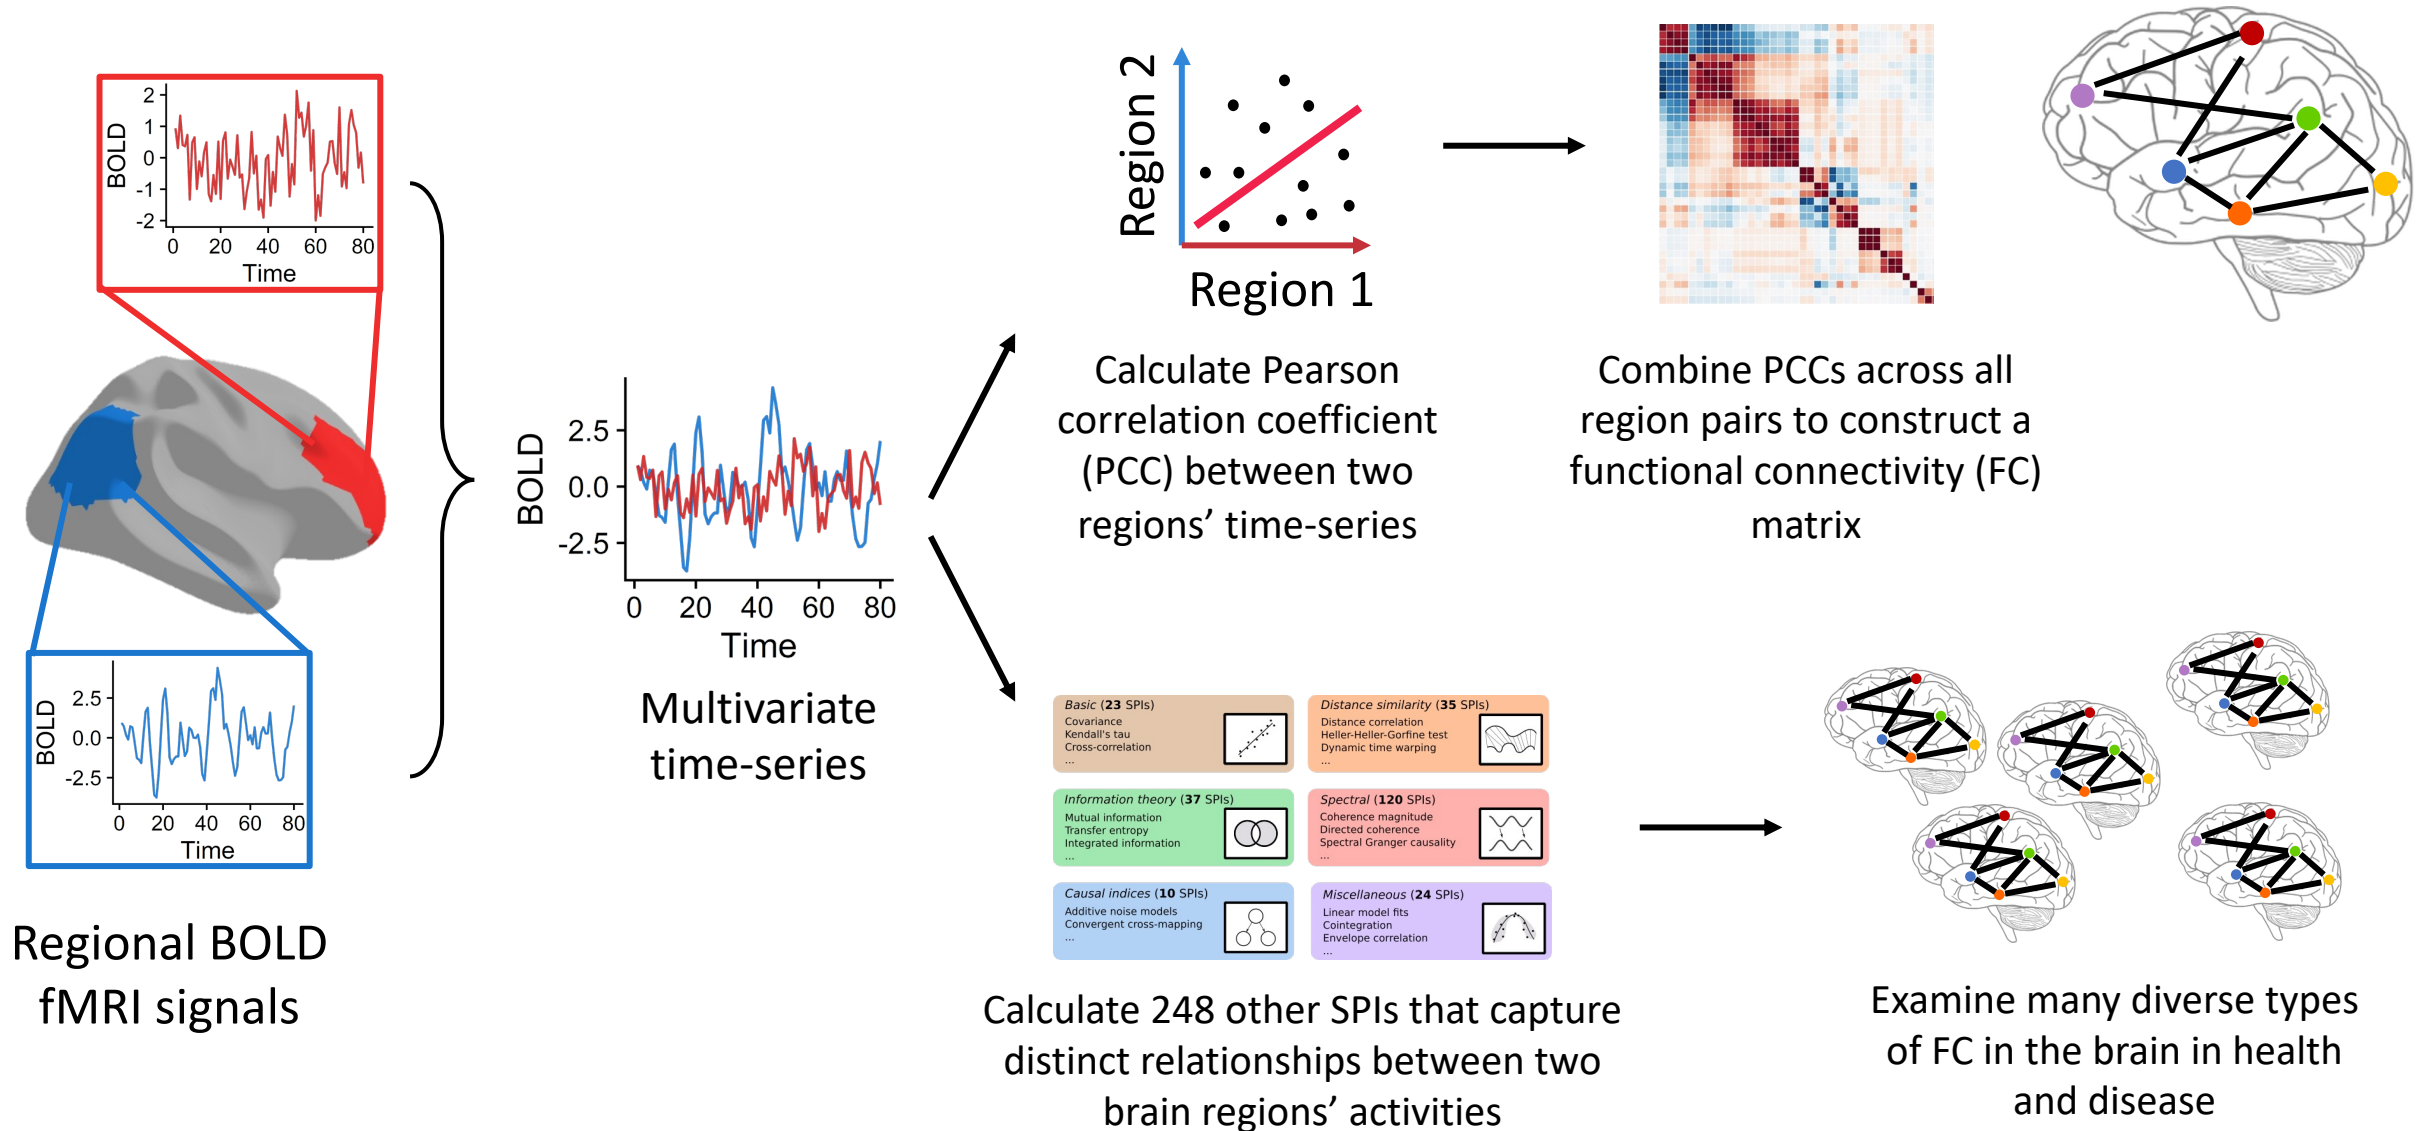 BOLD
2
1
0
-1
-2
0 20 40 60 80
Time
BOLD
2.5
0.0
-2.5
0 20 40 60 80
Time
Regional BOLD
fMRI signals
BOLD
2.5
0.0
-2.5
0 20 40 60 80
Time
Multivariate
time-series
Region 2
Region 1
Calculate Pearson
correlation coefficient
(PCC) between two
regions’ time-series
Combine PCCs across all
region pairs to construct a
functional connectivity (FC)
matrix
Basic (23 SPIs)
Covariance
Kendall's tau
Cross-correlation
...
Distance similarity (35 SPIs)
Distance correlation
Heller-Heller-Gorfine test
Dynamic time warping
...
Information theory (37 SPIs)
Mutual information
Transfer entropy
Integrated information
...
Spectral (120 SPIs)
Coherence magnitude
Directed coherence
Spectral Granger causality
...
Causal indices (10 SPIs)
Additive noise models
Convergent cross-mapping
...
Miscellaneous (24 SPIs)
Linear model fits
Cointegration
Envelope correlation
...
Calculate 248 other SPIs that capture
distinct relationships between two
brain regions’ activities
Examine many diverse types
of FC in the brain in health
and disease